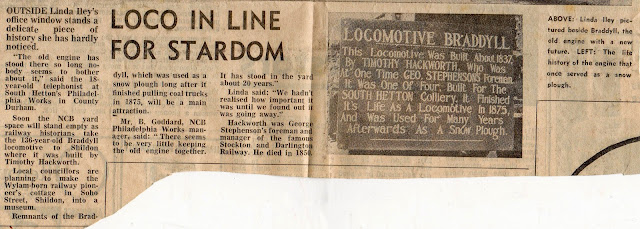 OUTSIDE Linda Iley's
office window stands a
delicate piece of
history she has hardly
noticed.
"The old engine has
stood there so long no-
body seems to bother
about it," said the 18-
year-old telephonist at
South Hetton's Philadel-
phia Works in County
Durham.
Soon the NCB yard
space will stand empty as
railway historians take
the 136-year-old Braddyll
locomotive to Shildon
where it was built by
Timothy Hackworth.
Local councillors are
planning to make the
Wylam-born railway pion-
eer's cottage in Soho
Street, Shildon, into a
museum.
Remnants of the Brad-
LOCO IN LINE
FOR STARDOM
dyll, which was used as a
snow plough long after it
finished pulling coal trucks
in 1875, will be a main
attraction.
Mr. B. Goddard, NCB
Philadelphia Works man-
ager, said: "There seems
to be very little keeping
the old engine together.
It has stood in the yard
about 20 years."
Linda said: "We hadn't
realised how important it
was until we found out it
was going away."
Hackworth was George
Stephenson's foreman and
manager of the famous
Stockton and Darlington
Railway. He died in 1850.
LOCOMOTIVE BRADDYLL
This Locomotive Was Built About 1837
By TIMOTHY HACKWORTH, Who Was
At One Time GEO. STEPHENSON'S Foreman.
It Was One Of Four, Built For The
SOUTH HETTON Colliery. It Finished
It's Life As A Locomotive In 1875,
And Was Used For Many Years
Afterwards As A Snow Plough.
ABOVE: Linda Iley pic-
tured beside Braddyll, the
old engine with a new
future. LEFT: The life
history of the engine that
once served as a snow
plough.